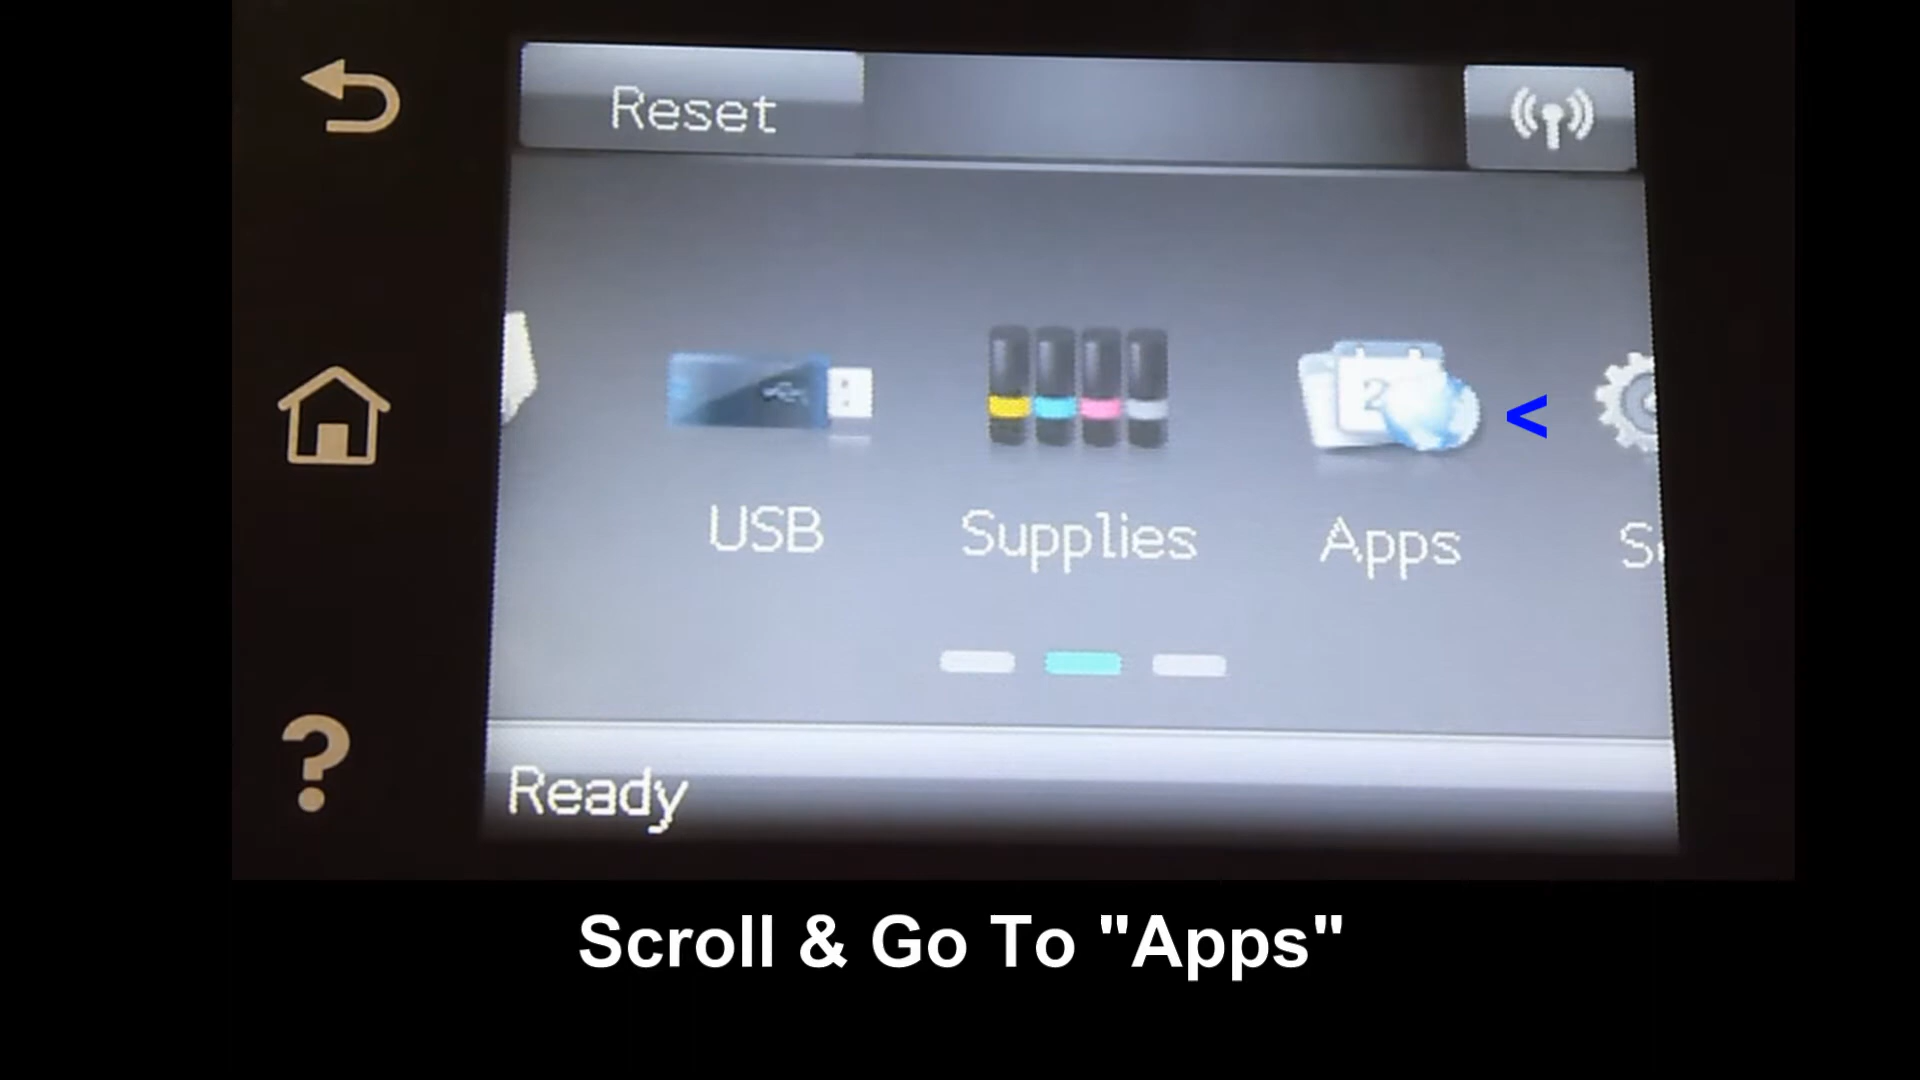 Reset
USB
Supplies
Apps
Ready
Scroll & Go To "Apps"